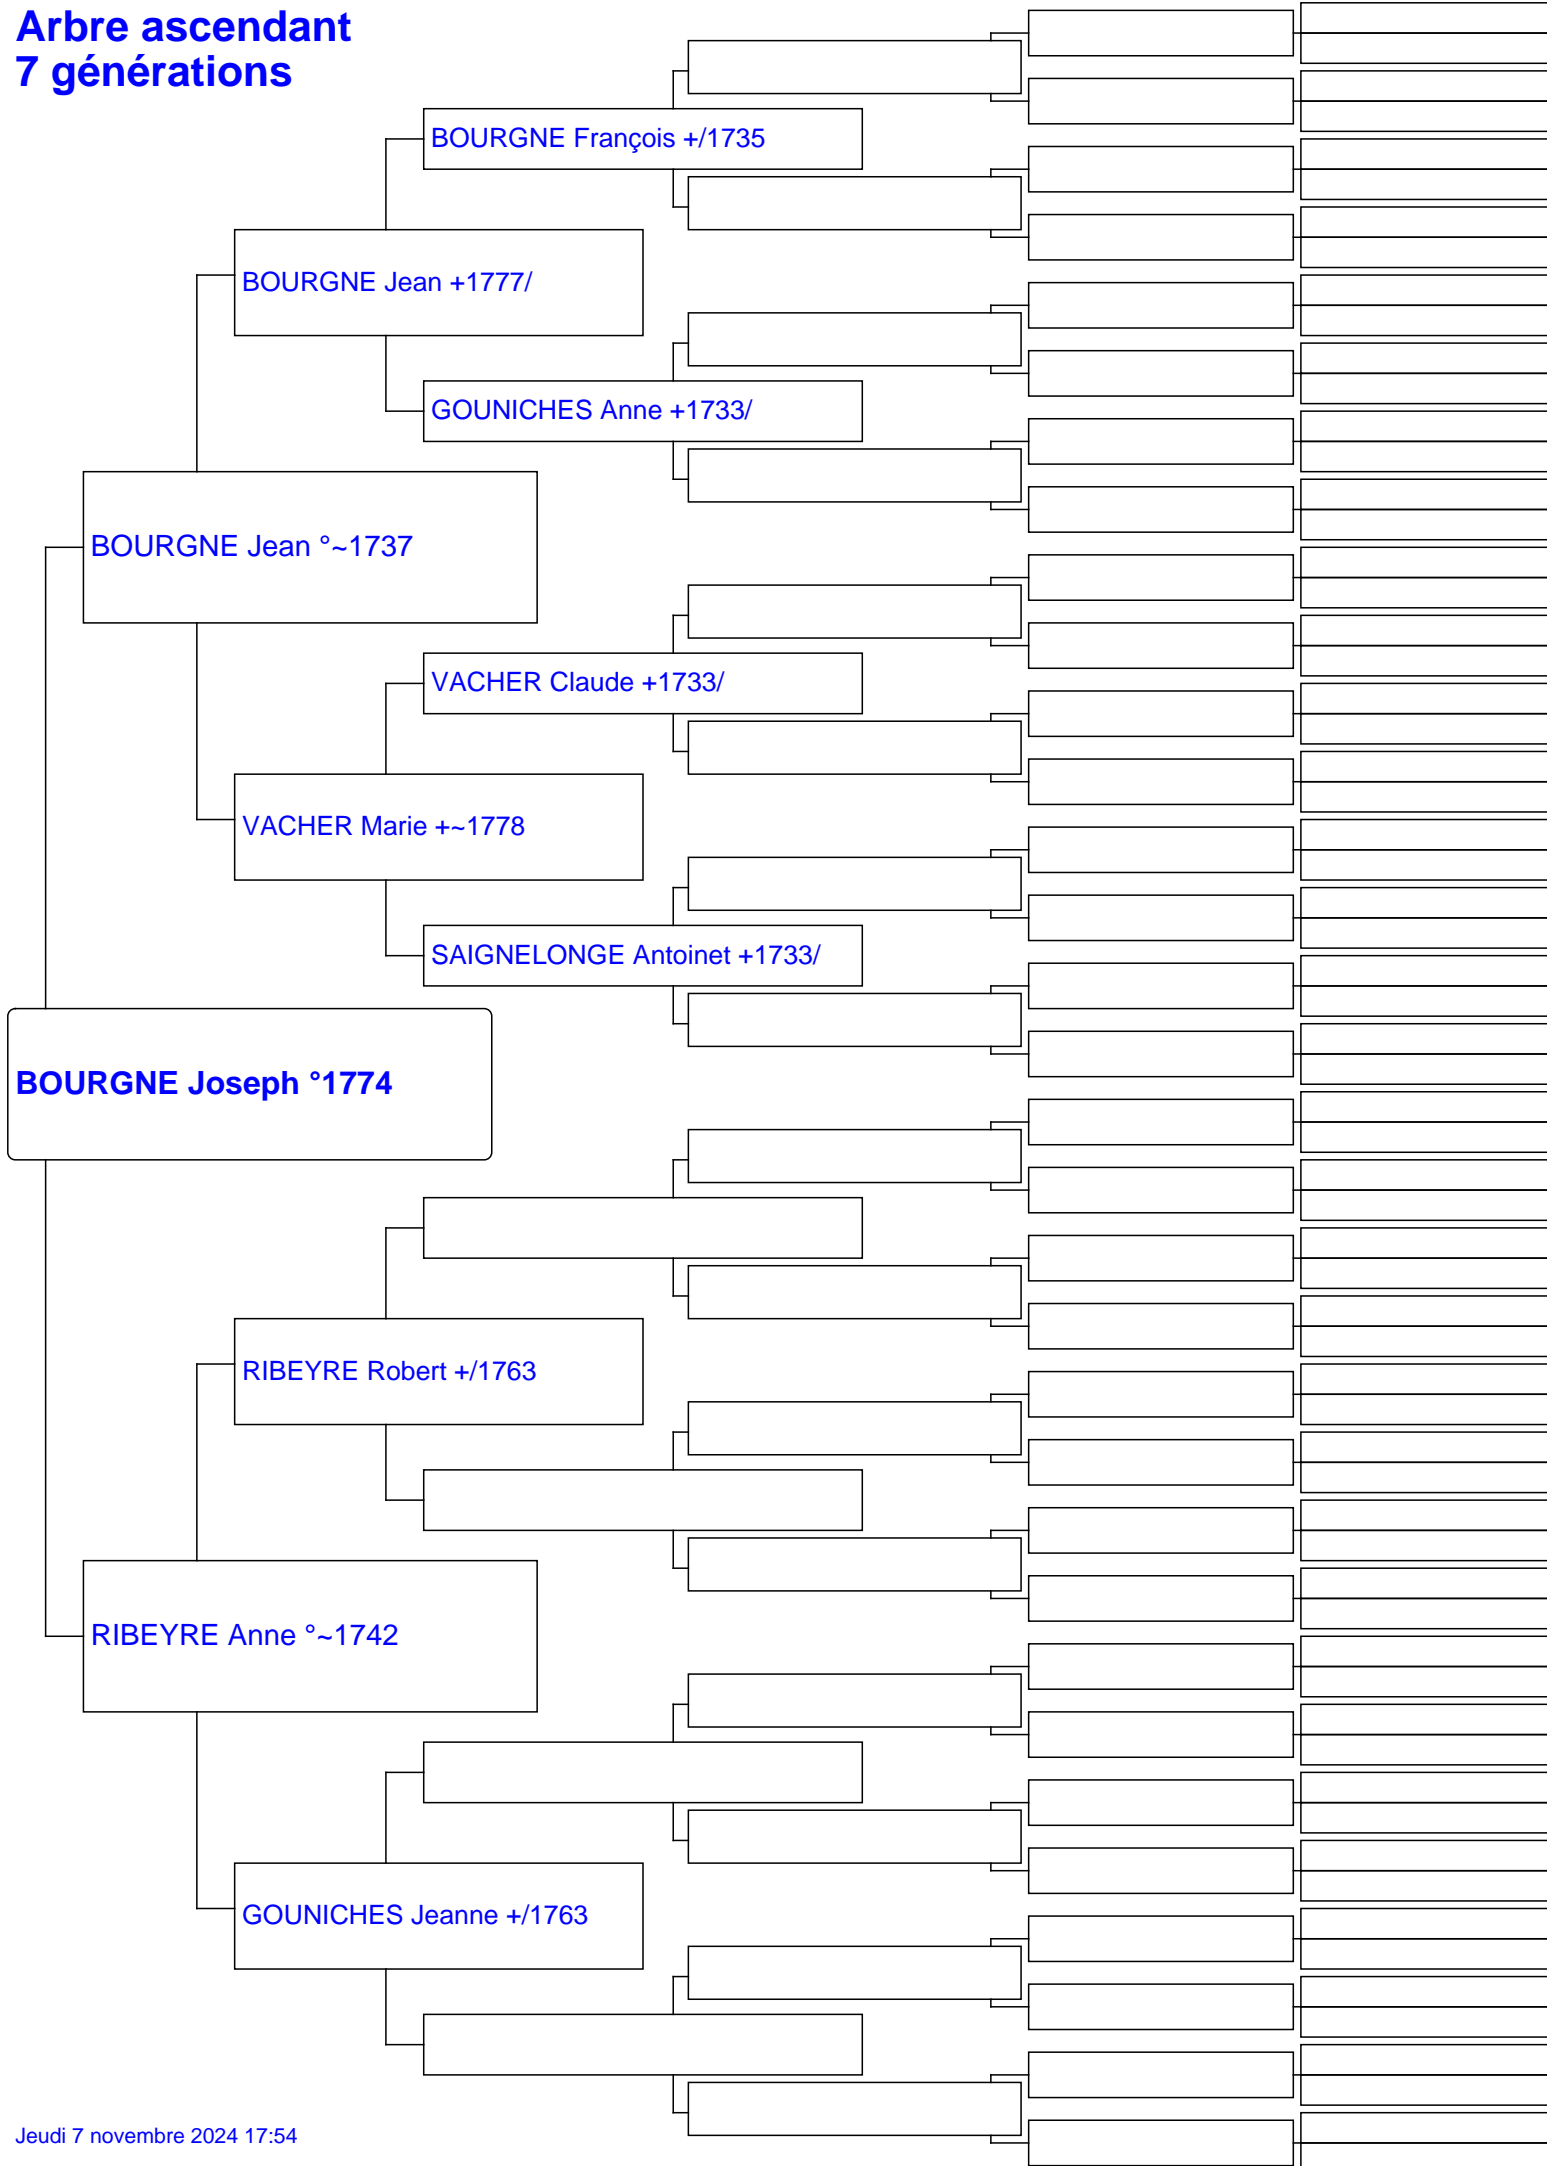 Arbre ascendant
7 générations
BOURGNE François +/1735
BOURGNE Jean +1777/
GOUNICHES Anne +1733/
BOURGNE Jean °~1737
VACHER Claude +1733/
VACHER Marie +~1778
SAIGNELONGE Antoinet +1733/
BOURGNE Joseph °1774
RIBEYRE Robert +/1763
RIBEYRE Anne °~1742
GOUNICHES Jeanne +/1763
Jeudi 7 novembre 2024 17:54